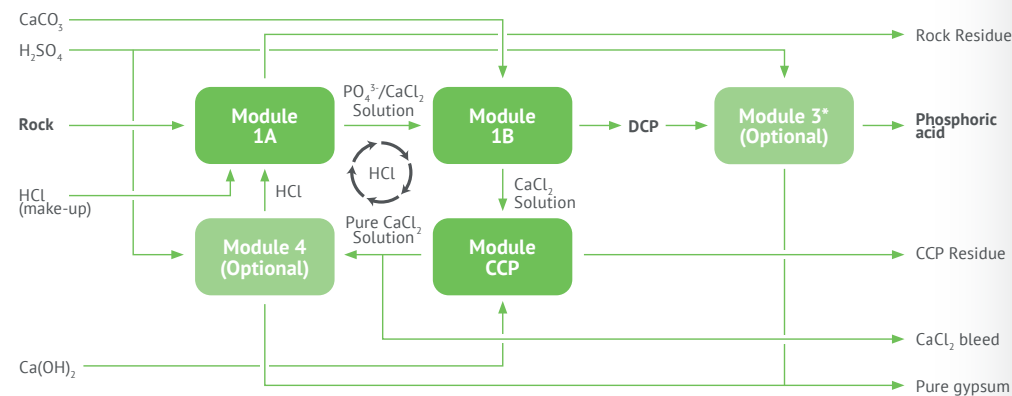 CaCO₃
H₂SO₄
Rock Residue
Rock
Module
1A
PO₄³⁻/CaCl₂
Solution
Module
1B
DCP
Module 3*
(Optional)
Phosphoric
acid
HCl
HCl
(make-up)
HCl
CaCl₂
Solution
Pure CaCl₂
Solution
Module 4
(Optional)
Module
CCP
CCP Residue
CaCl₂ bleed
Ca(OH)₂
Pure gypsum